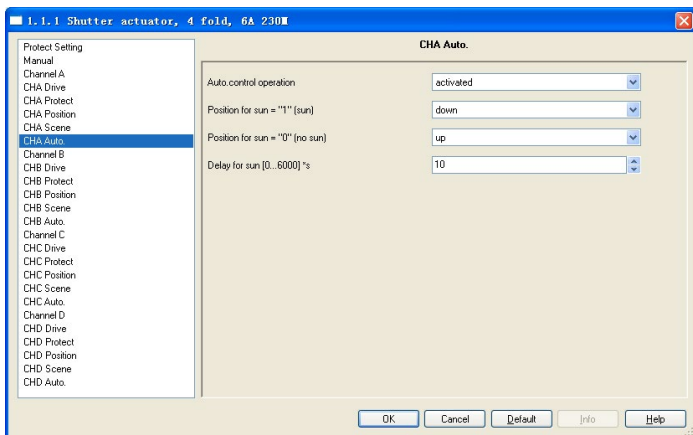 1.1.1 Shutter actuator, 4 fold, 6A 230W
Protect Setting
Manual
Channel A
CHA Drive
CHA Protect
CHA Position
CHA Scene
CHA Auto.
Channel B
CHB Drive
CHB Protect
CHB Position
CHB Scene
CHB Auto.
Channel C
CHC Drive
CHC Protect
CHC Position
CHC Scene
CHC Auto.
Channel D
CHD Drive
CHD Protect
CHD Position
CHD Scene
CHD Auto.
CHA Auto.
Auto.control operation activated
Position for sun = "1" (sun) down
Position for sun = "0" (no sun) up
Delay for sun [0...6000] *s 10
OK Cancel Default Info Help